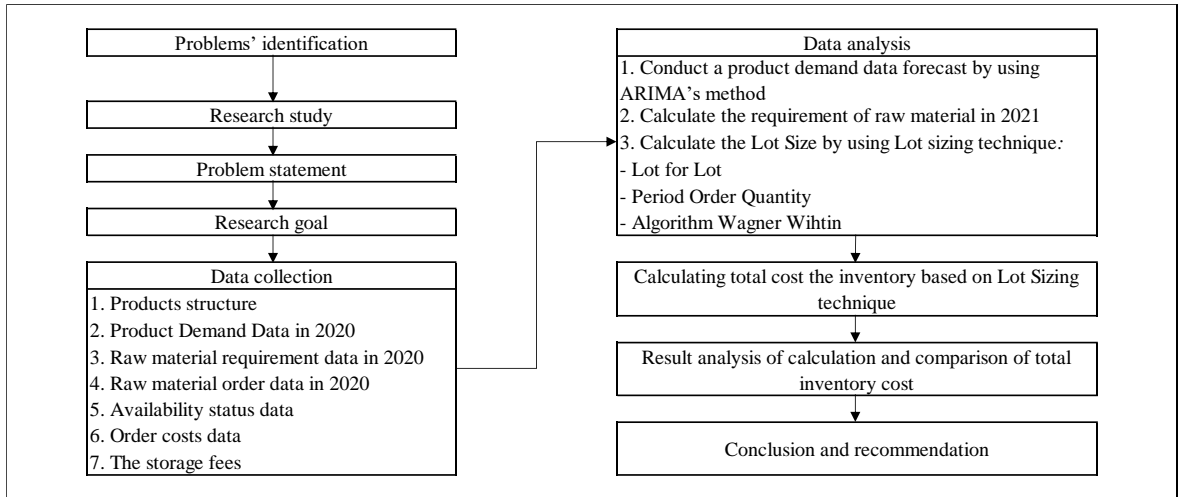 Problems’ identification
Research study
Problem statement
Research goal
Data collection
1. Products structure
2. Product Demand Data in 2020
3. Raw material requirement data in 2020
4. Raw material order data in 2020
5. Availability status data
6. Order costs data
7. The storage fees
Data analysis
1. Conduct a product demand data forecast by using
ARIMA’s method
2. Calculate the requirement of raw material in 2021
3. Calculate the Lot Size by using Lot sizing technique:
- Lot for Lot
- Period Order Quantity
- Algorithm Wagner Wihtin
Calculating total cost the inventory based on Lot Sizing
technique
Result analysis of calculation and comparison of total
inventory cost
Conclusion and recommendation